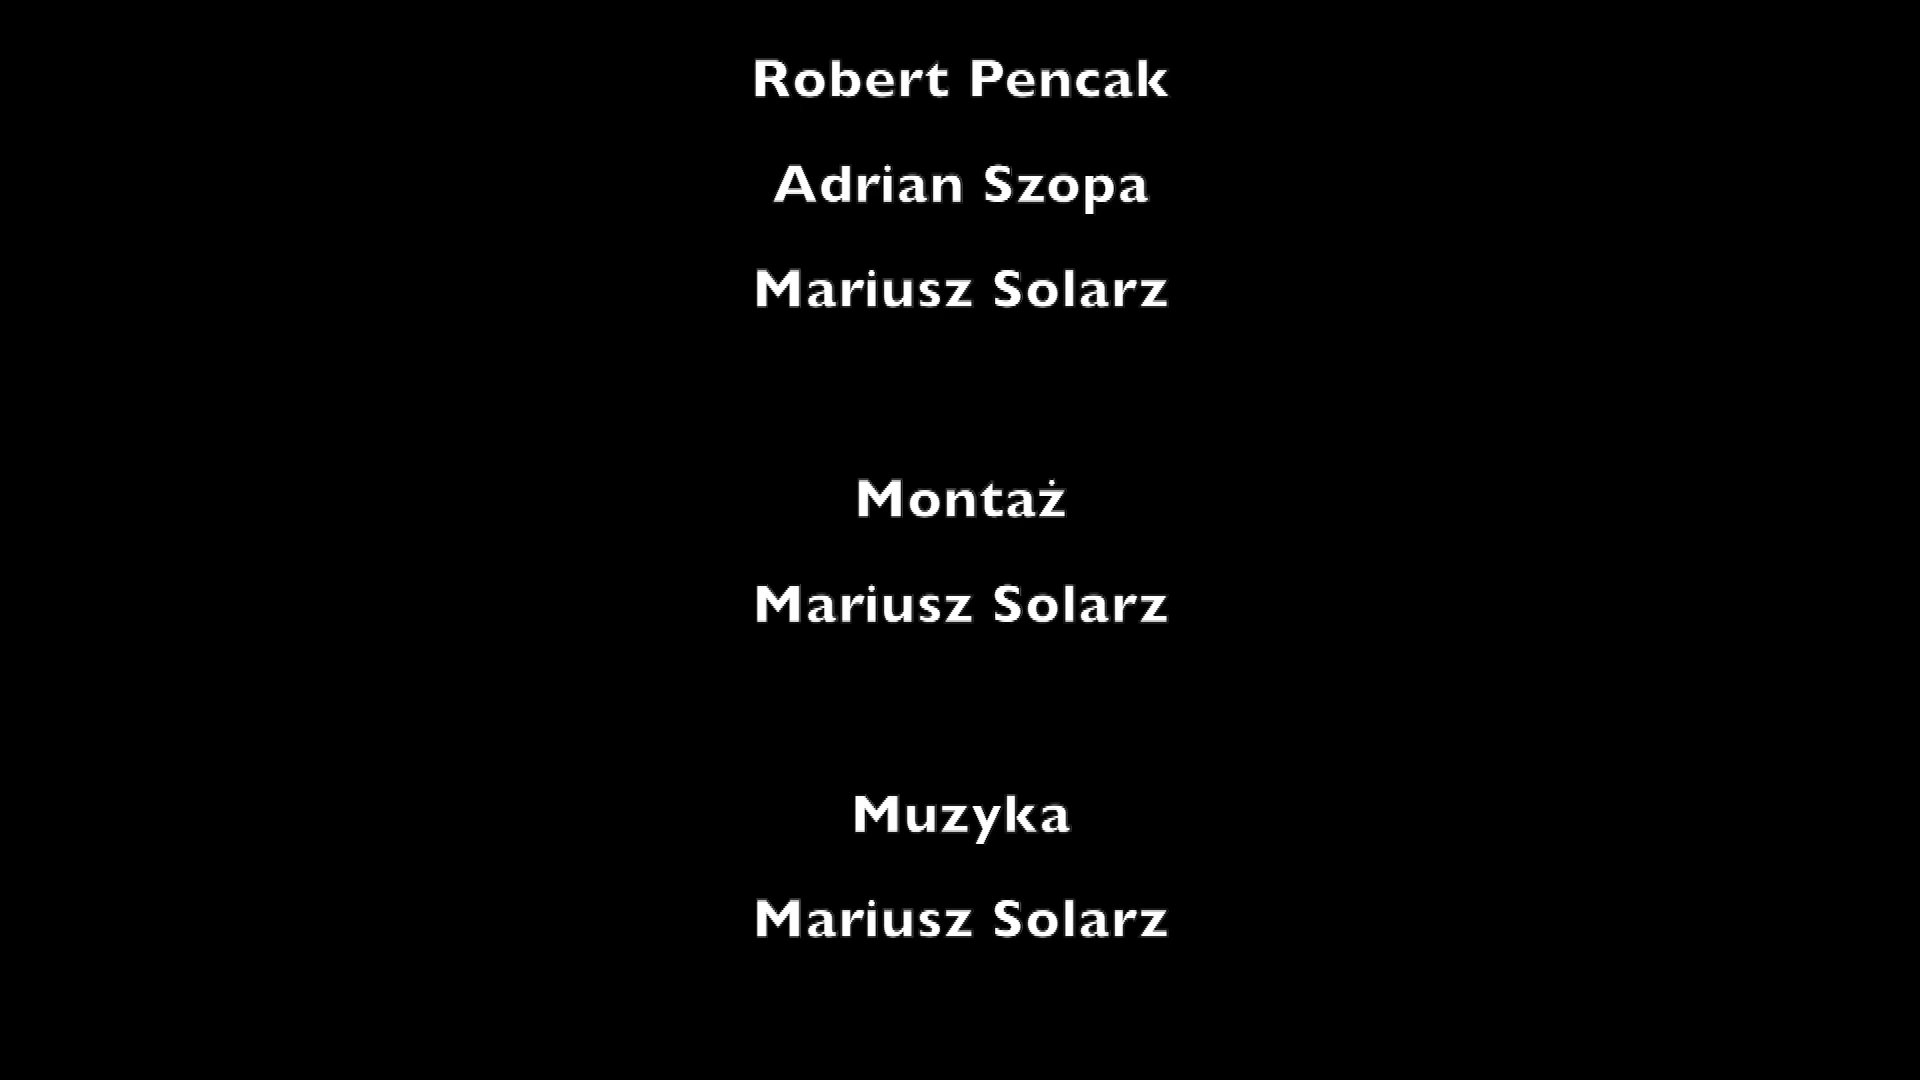 Robert Pencak
Adrian Szopa
Mariusz Solarz
Montaż
Mariusz Solarz
Muzyka
Mariusz Solarz